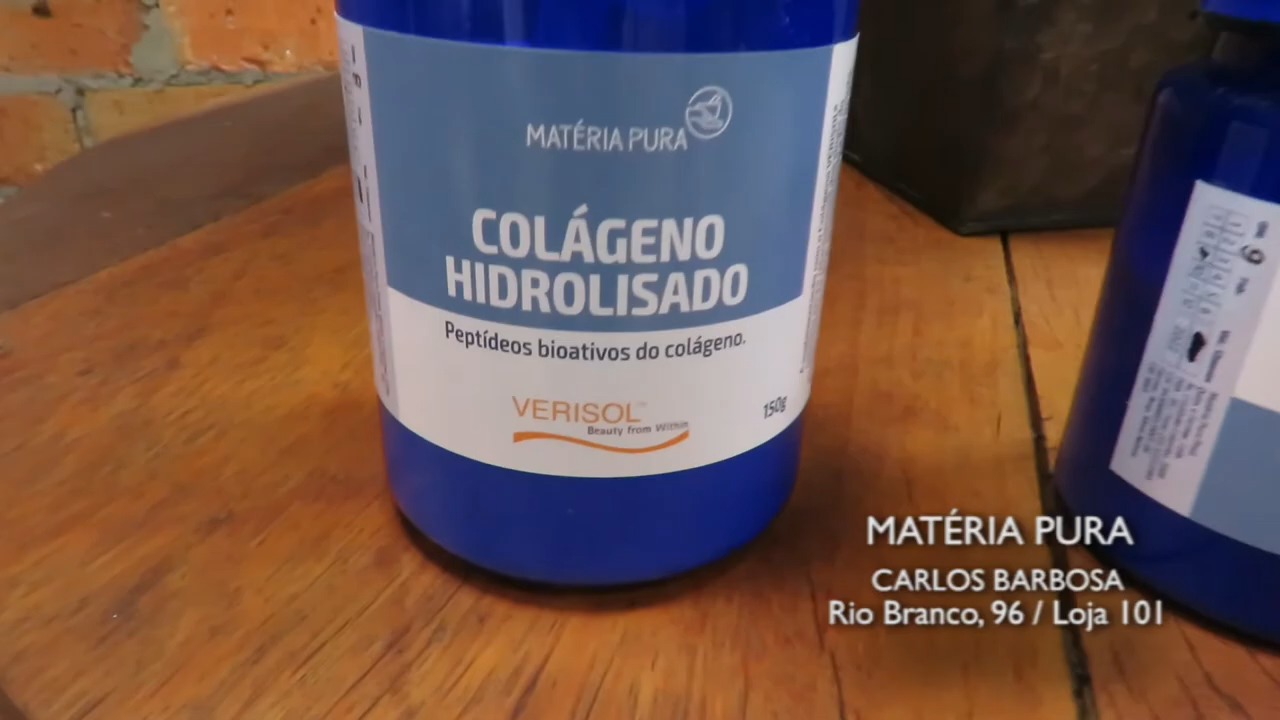 MATÉRIA PURA
COLÁGENO
HIDROLISADO
Peptídeos bioativos do colágeno.
VERISOL™
Beauty from Within
150g
MATÉRIA PURA
CARLOS BARBOSA
Rio Branco, 96 / Loja 101